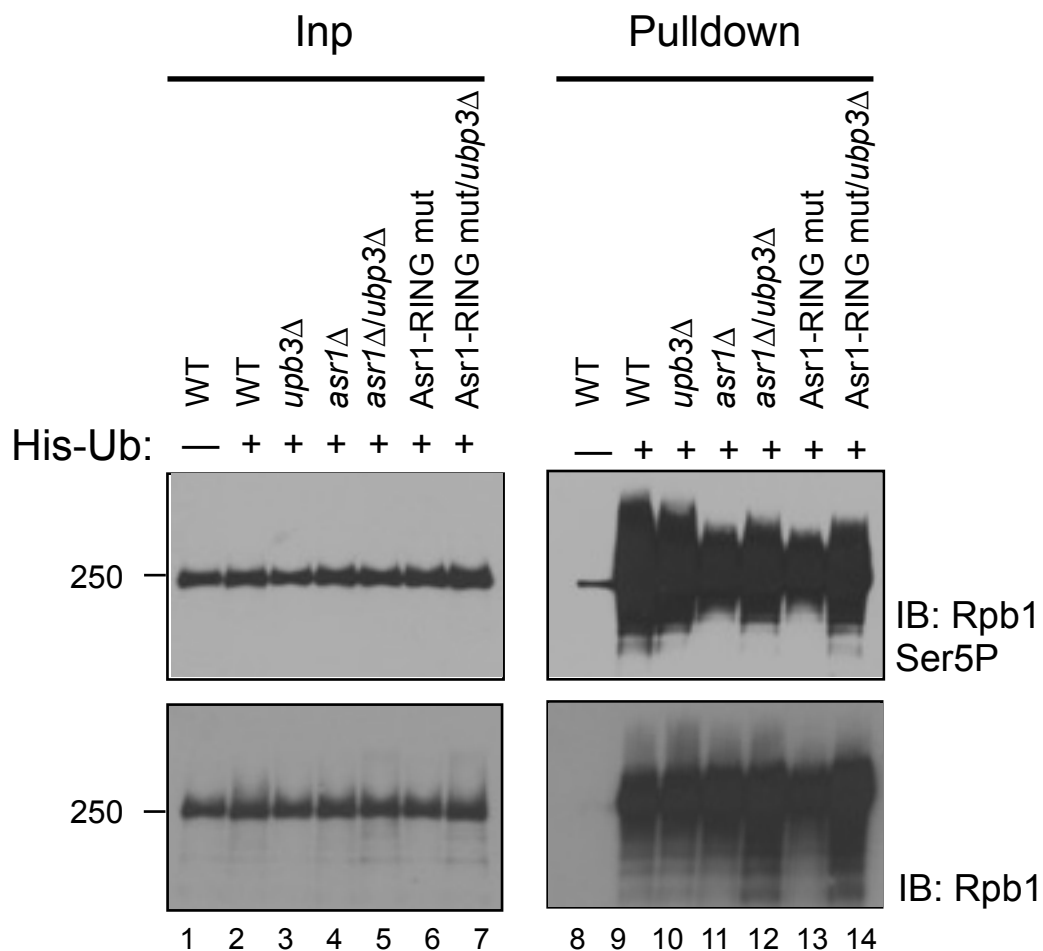 Inp Pulldown
WT WT upb3Δ asr1Δ asr1Δ/ubp3Δ Asr1-RING mut Asr1-RING mut/ubp3Δ WT WT upb3Δ asr1Δ asr1Δ/ubp3Δ Asr1-RING mut Asr1-RING mut/ubp3Δ
His-Ub: — + + + + + + — + + + + + +
250 —
IB: Rpb1
Ser5P
250 —
IB: Rpb1
1 2 3 4 5 6 7 8 9 10 11 12 13 14